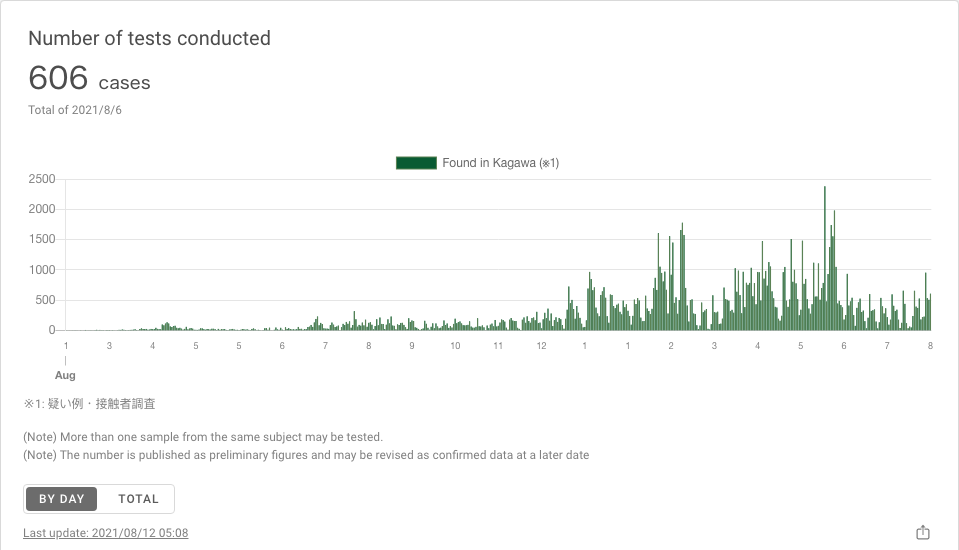 Number of tests conducted
606 cases
Total of 2021/8/6
Found in Kagawa (※1)
2500
2000
1500
1000
500
0
1 3 4 5 5 6 7 8 9 10 11 12 1 1 2 3 4 5 6 7 8
Aug
※1: 疑い例・接触者調査
(Note) More than one sample from the same subject may be tested.
(Note) The number is published as preliminary figures and may be revised as confirmed data at a later date
BY DAY TOTAL
Last update: 2021/08/12 05:08